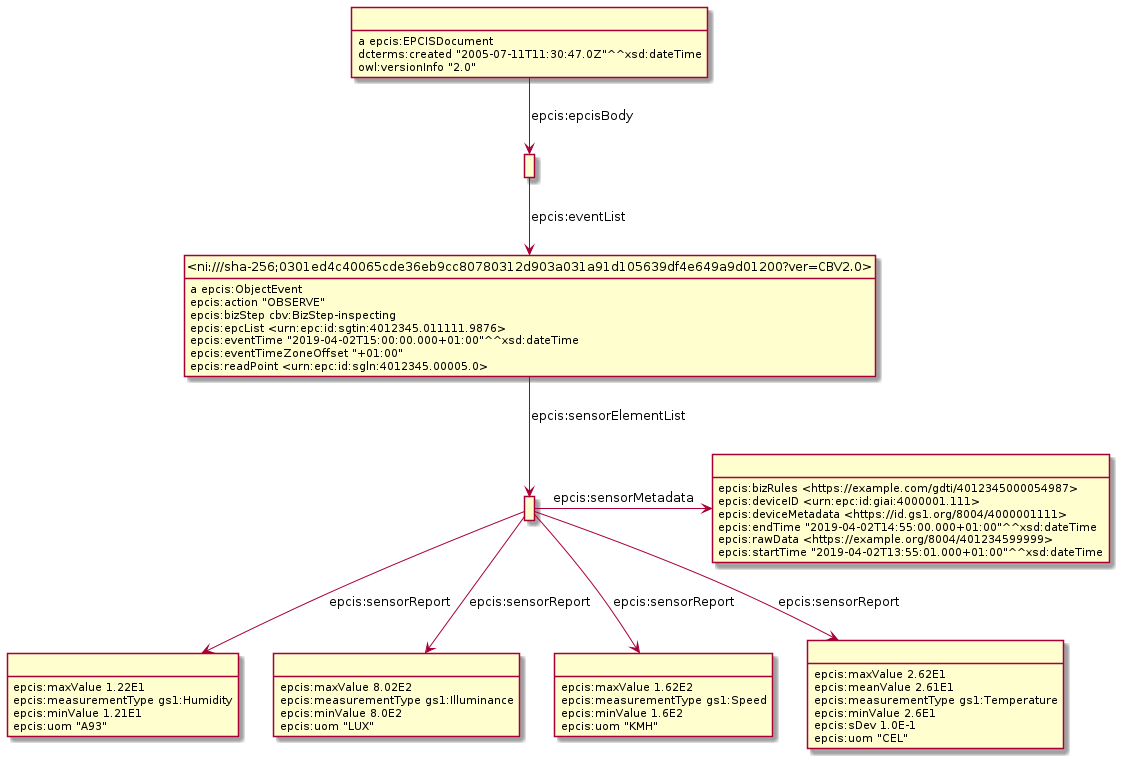 a epcis:EPCISDocument
dcterms:created "2005-07-11T11:30:47.0Z"^^xsd:dateTime
owl:versionInfo "2.0"
epcis:epcisBody
epcis:eventList
<ni:///sha-256;0301ed4c40065cde36eb9cc80780312d903a031a91d105639df4e649a9d01200?ver=CBV2.0>
a epcis:ObjectEvent
epcis:action "OBSERVE"
epcis:bizStep cbv:BizStep-inspecting
epcis:epcList <urn:epc:id:sgtin:4012345.011111.9876>
epcis:eventTime "2019-04-02T15:00:00.000+01:00"^^xsd:dateTime
epcis:eventTimeZoneOffset "+01:00"
epcis:readPoint <urn:epc:id:sgln:4012345.00005.0>
epcis:sensorElementList
epcis:sensorMetadata
epcis:bizRules <https://example.com/gdti/4012345000054987>
epcis:deviceID <urn:epc:id:giai:4000001.111>
epcis:deviceMetadata <https://id.gs1.org/8004/4000001111>
epcis:endTime "2019-04-02T14:55:00.000+01:00"^^xsd:dateTime
epcis:rawData <https://example.org/8004/401234599999>
epcis:startTime "2019-04-02T13:55:01.000+01:00"^^xsd:dateTime
epcis:sensorReport
epcis:sensorReport
epcis:sensorReport
epcis:sensorReport
epcis:maxValue 1.22E1
epcis:measurementType gs1:Humidity
epcis:minValue 1.21E1
epcis:uom "A93"
epcis:maxValue 8.02E2
epcis:measurementType gs1:Illuminance
epcis:minValue 8.0E2
epcis:uom "LUX"
epcis:maxValue 1.62E2
epcis:measurementType gs1:Speed
epcis:minValue 1.6E2
epcis:uom "KMH"
epcis:maxValue 2.62E1
epcis:meanValue 2.61E1
epcis:measurementType gs1:Temperature
epcis:minValue 2.6E1
epcis:sDev 1.0E-1
epcis:uom "CEL"